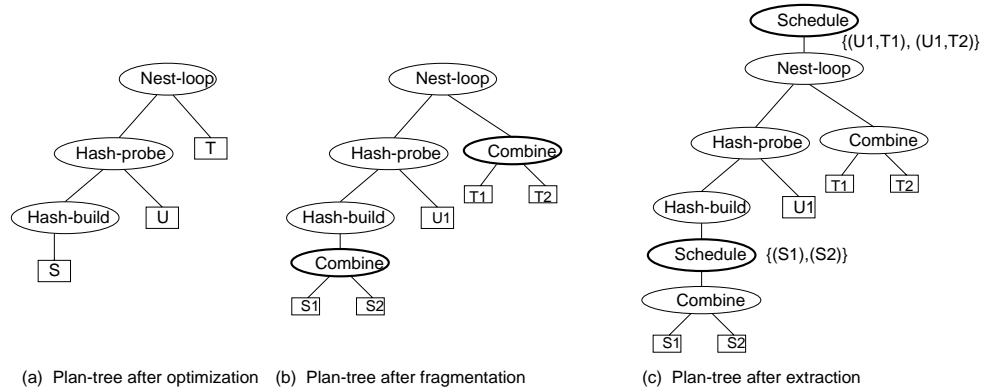 Nest-loop
Hash-probe
T
Hash-build
U
S
(a) Plan-tree after optimization
Nest-loop
Hash-probe
Combine
T1
T2
Hash-build
U1
Combine
S1
S2
(b) Plan-tree after fragmentation
Schedule
{(U1,T1), (U1,T2)}
Nest-loop
Hash-probe
Combine
T1
T2
Hash-build
U1
Schedule
{(S1),(S2)}
Combine
S1
S2
(c) Plan-tree after extraction